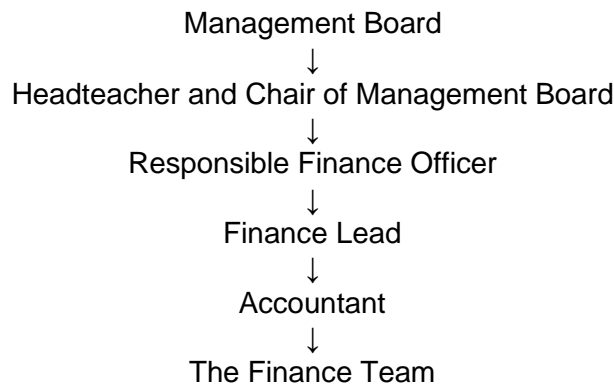 Management Board
↓
Headteacher and Chair of Management Board
↓
Responsible Finance Officer
↓
Finance Lead
↓
Accountant
↓
The Finance Team